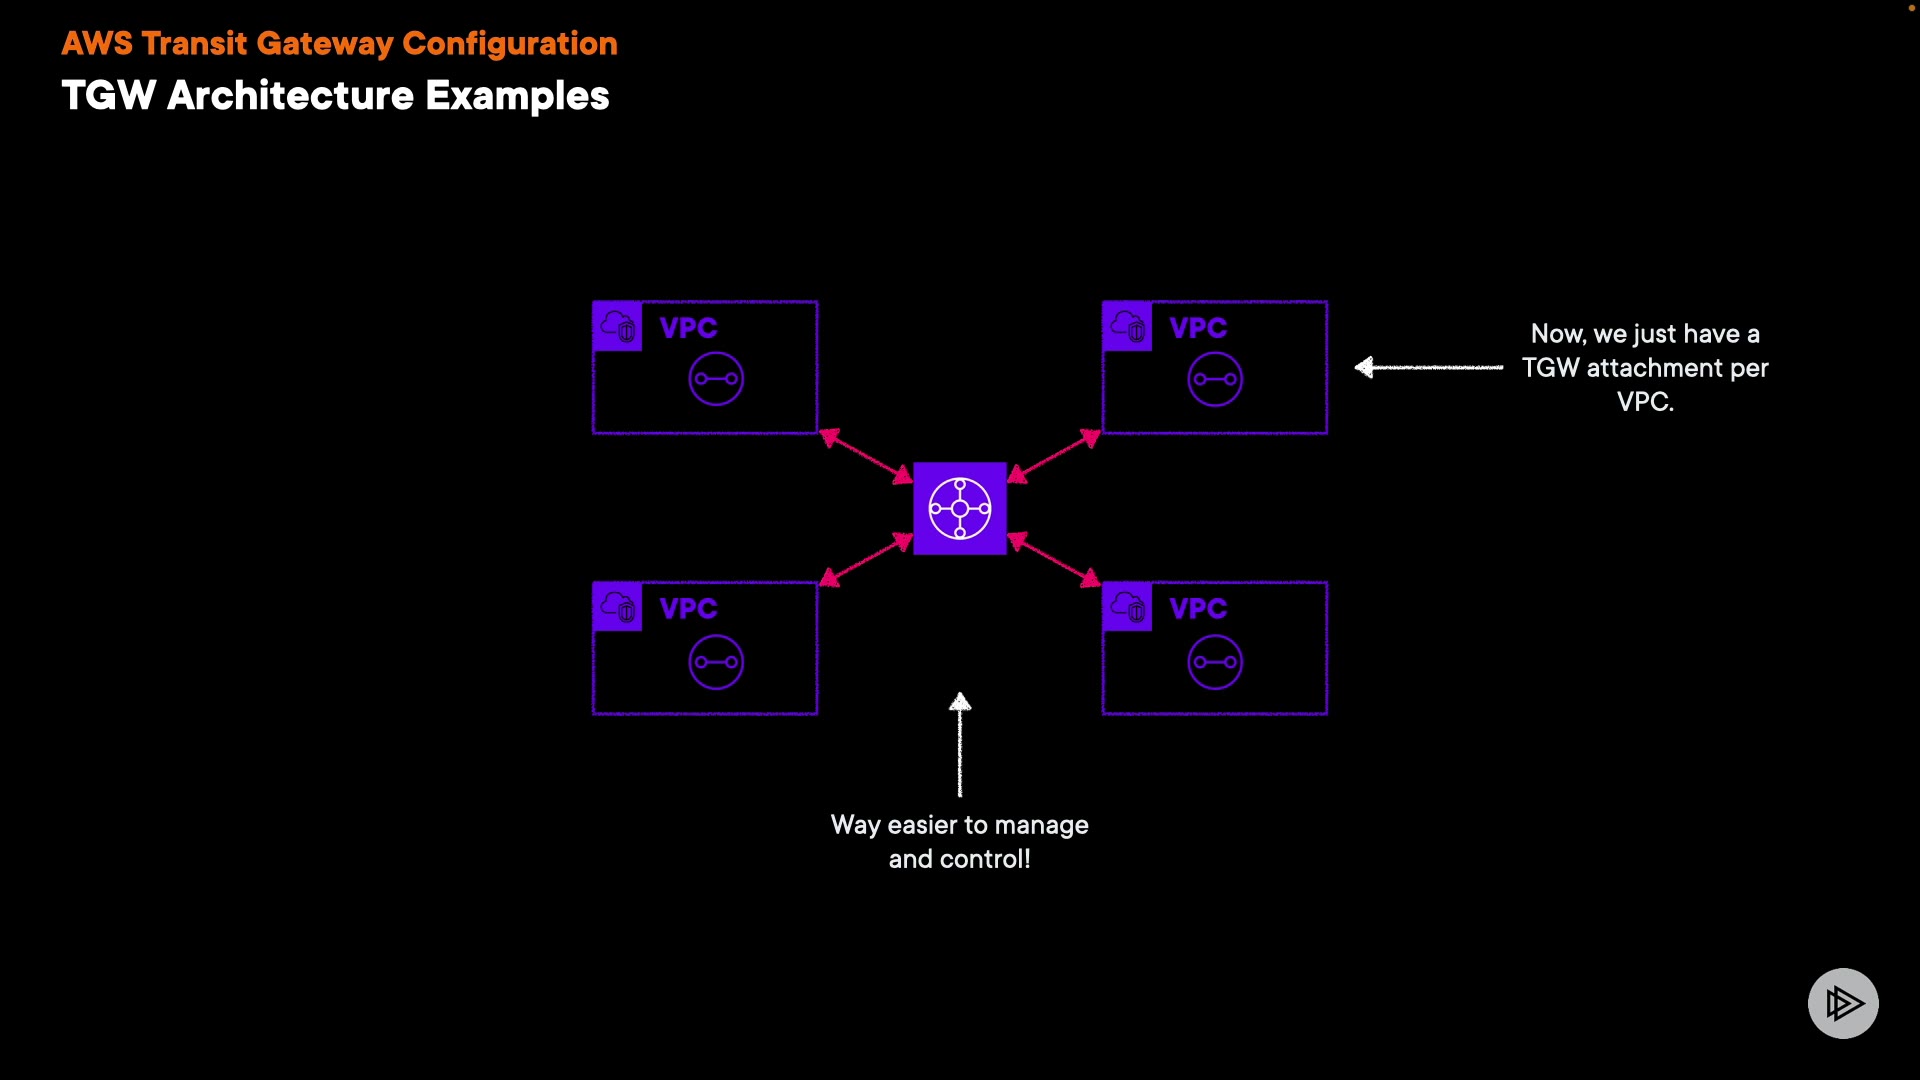 AWS Transit Gateway Configuration
TGW Architecture Examples
VPC
VPC
Now, we just have a
TGW attachment per
VPC.
VPC
VPC
Way easier to manage
and control!